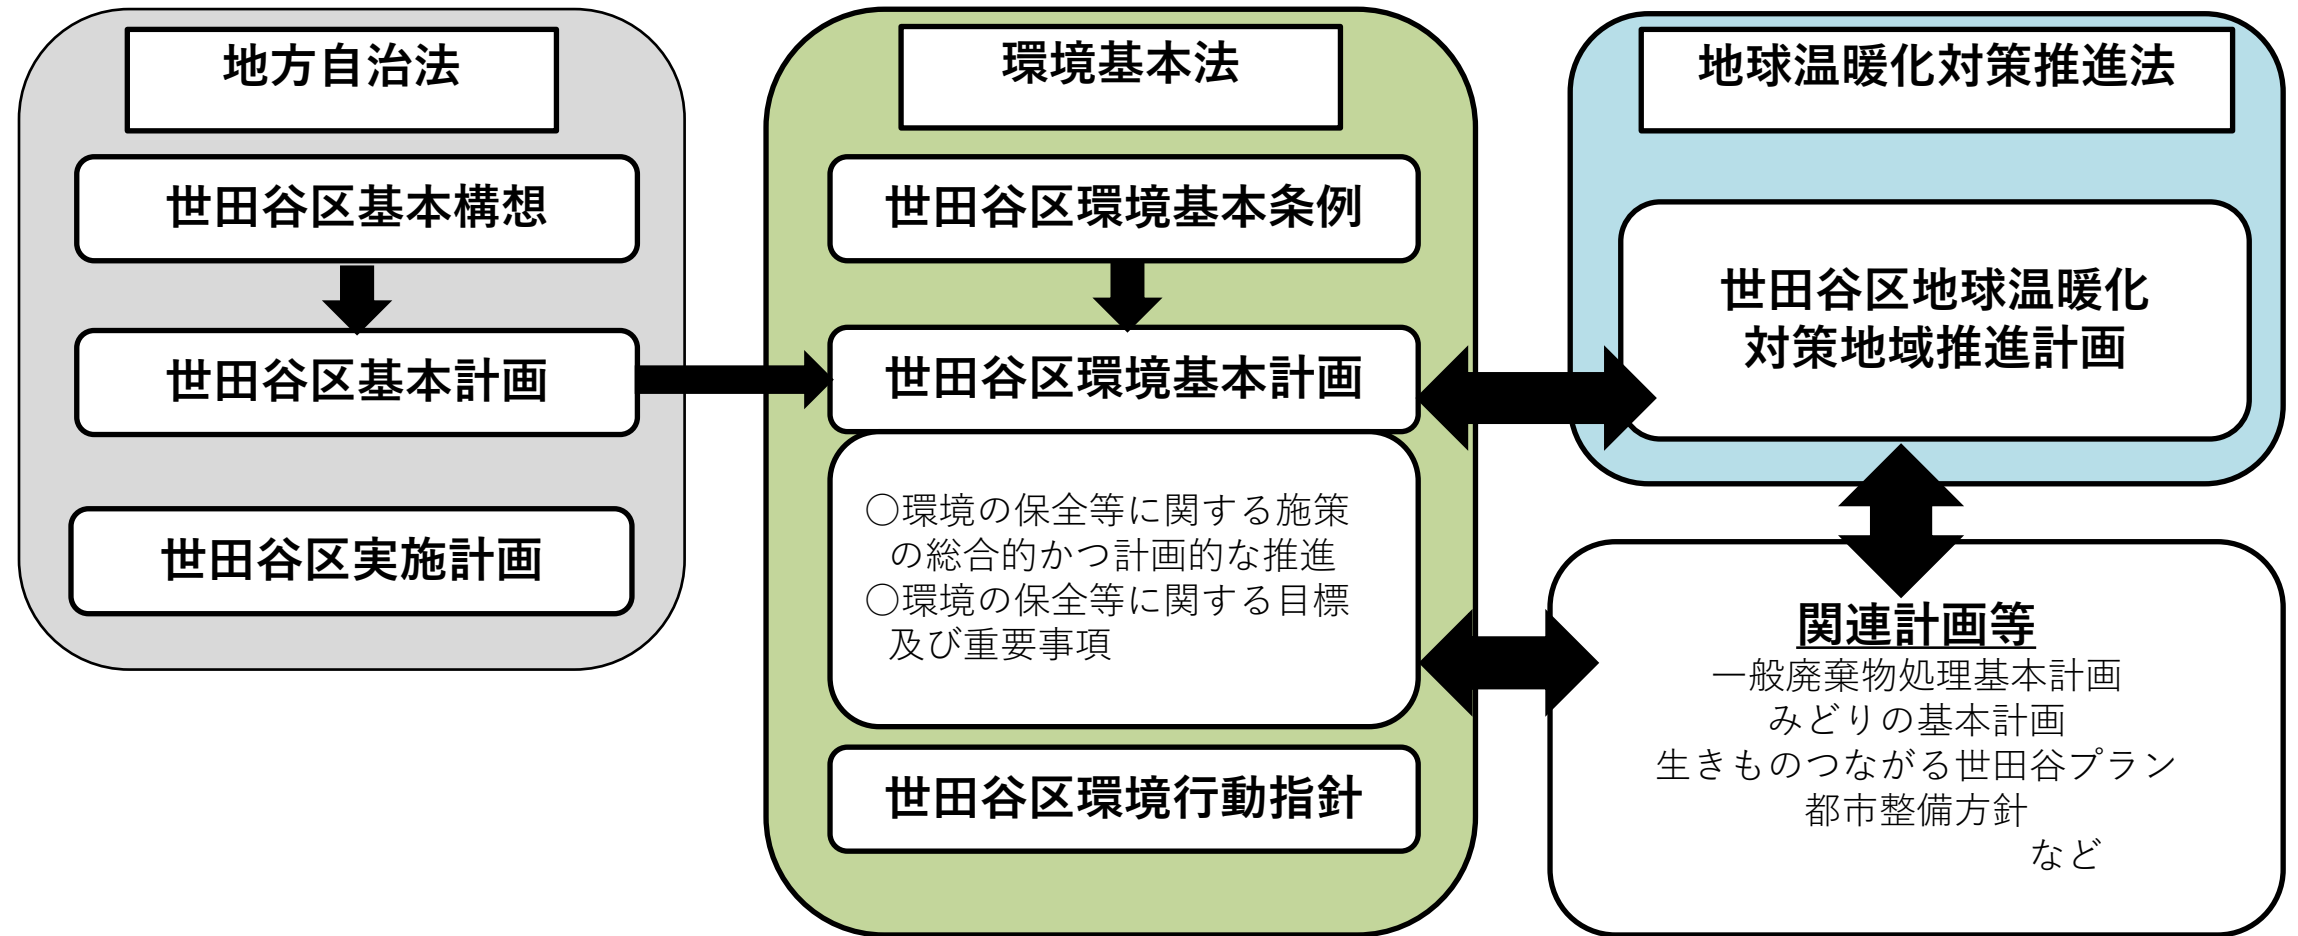 地方自治法
世田谷区基本構想
世田谷区基本計画
世田谷区実施計画
環境基本法
世田谷区環境基本条例
世田谷区環境基本計画
○環境の保全等に関する施策
の総合的かつ計画的な推進
○環境の保全等に関する目標
及び重要事項
世田谷区環境行動指針
地球温暖化対策推進法
世田谷区地球温暖化
対策地域推進計画
関連計画等
一般廃棄物処理基本計画
みどりの基本計画
生きものつながる世田谷プラン
都市整備方針
など